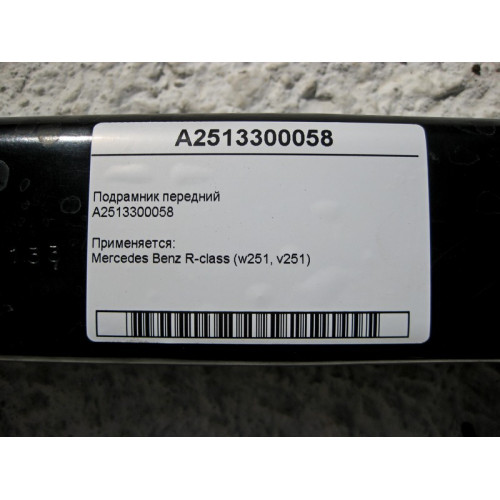 A2513300058
Подрамник передний
A2513300058
Применяется:
Mercedes Benz R-class (w251, v251)